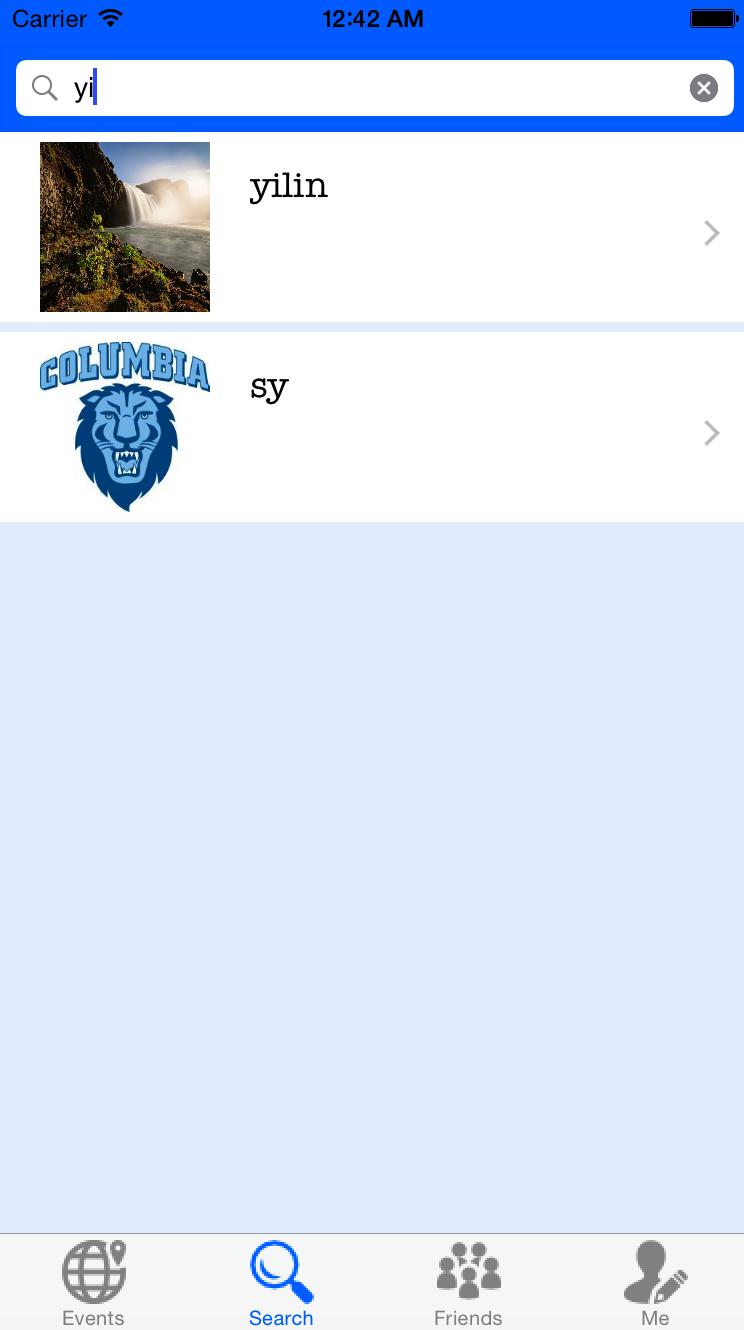 Carrier 12:42 AM
yi
yilin
COLUMBIA
sy
Events Search Friends Me